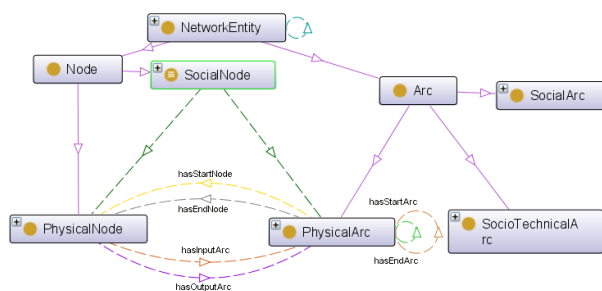 NetworkEntity
Node
SocialNode
Arc
SocialArc
hasStartNode
hasEndNode
hasStartArc
PhysicalNode
PhysicalArc
SocioTechnicalA
rc
hasInputArc
hasEndArc
hasOutputArc